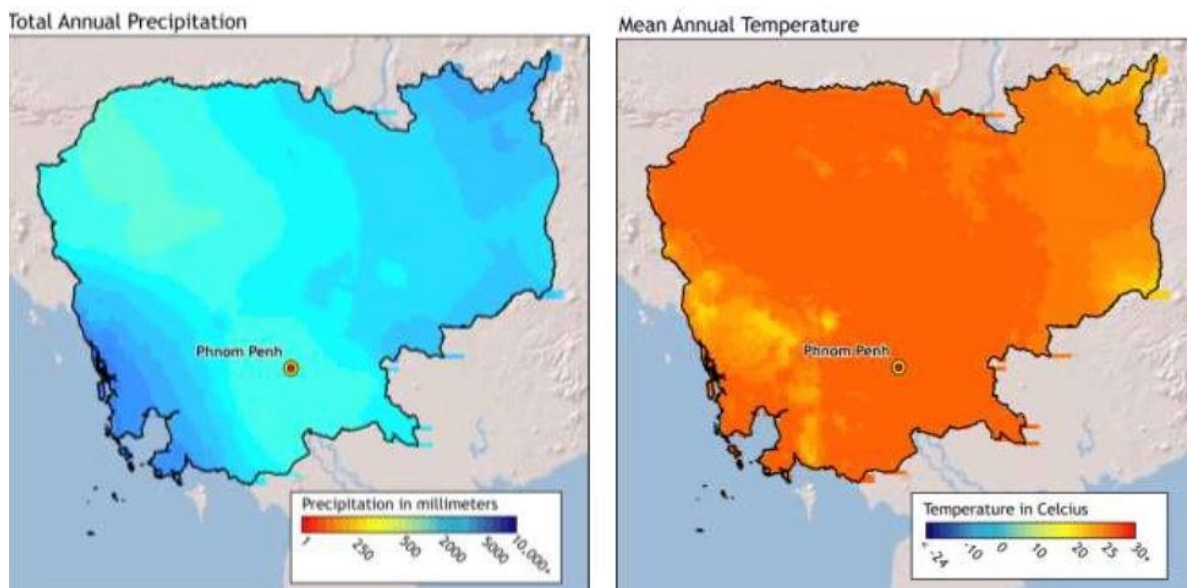 Total Annual Precipitation
Phnom Penh
Precipitation in millimeters
1 250 500 2000 5000 10,000+
Mean Annual Temperature
Phnom Penh
Temperature in Celcius
< -24 -10 0 10 20 25 30+